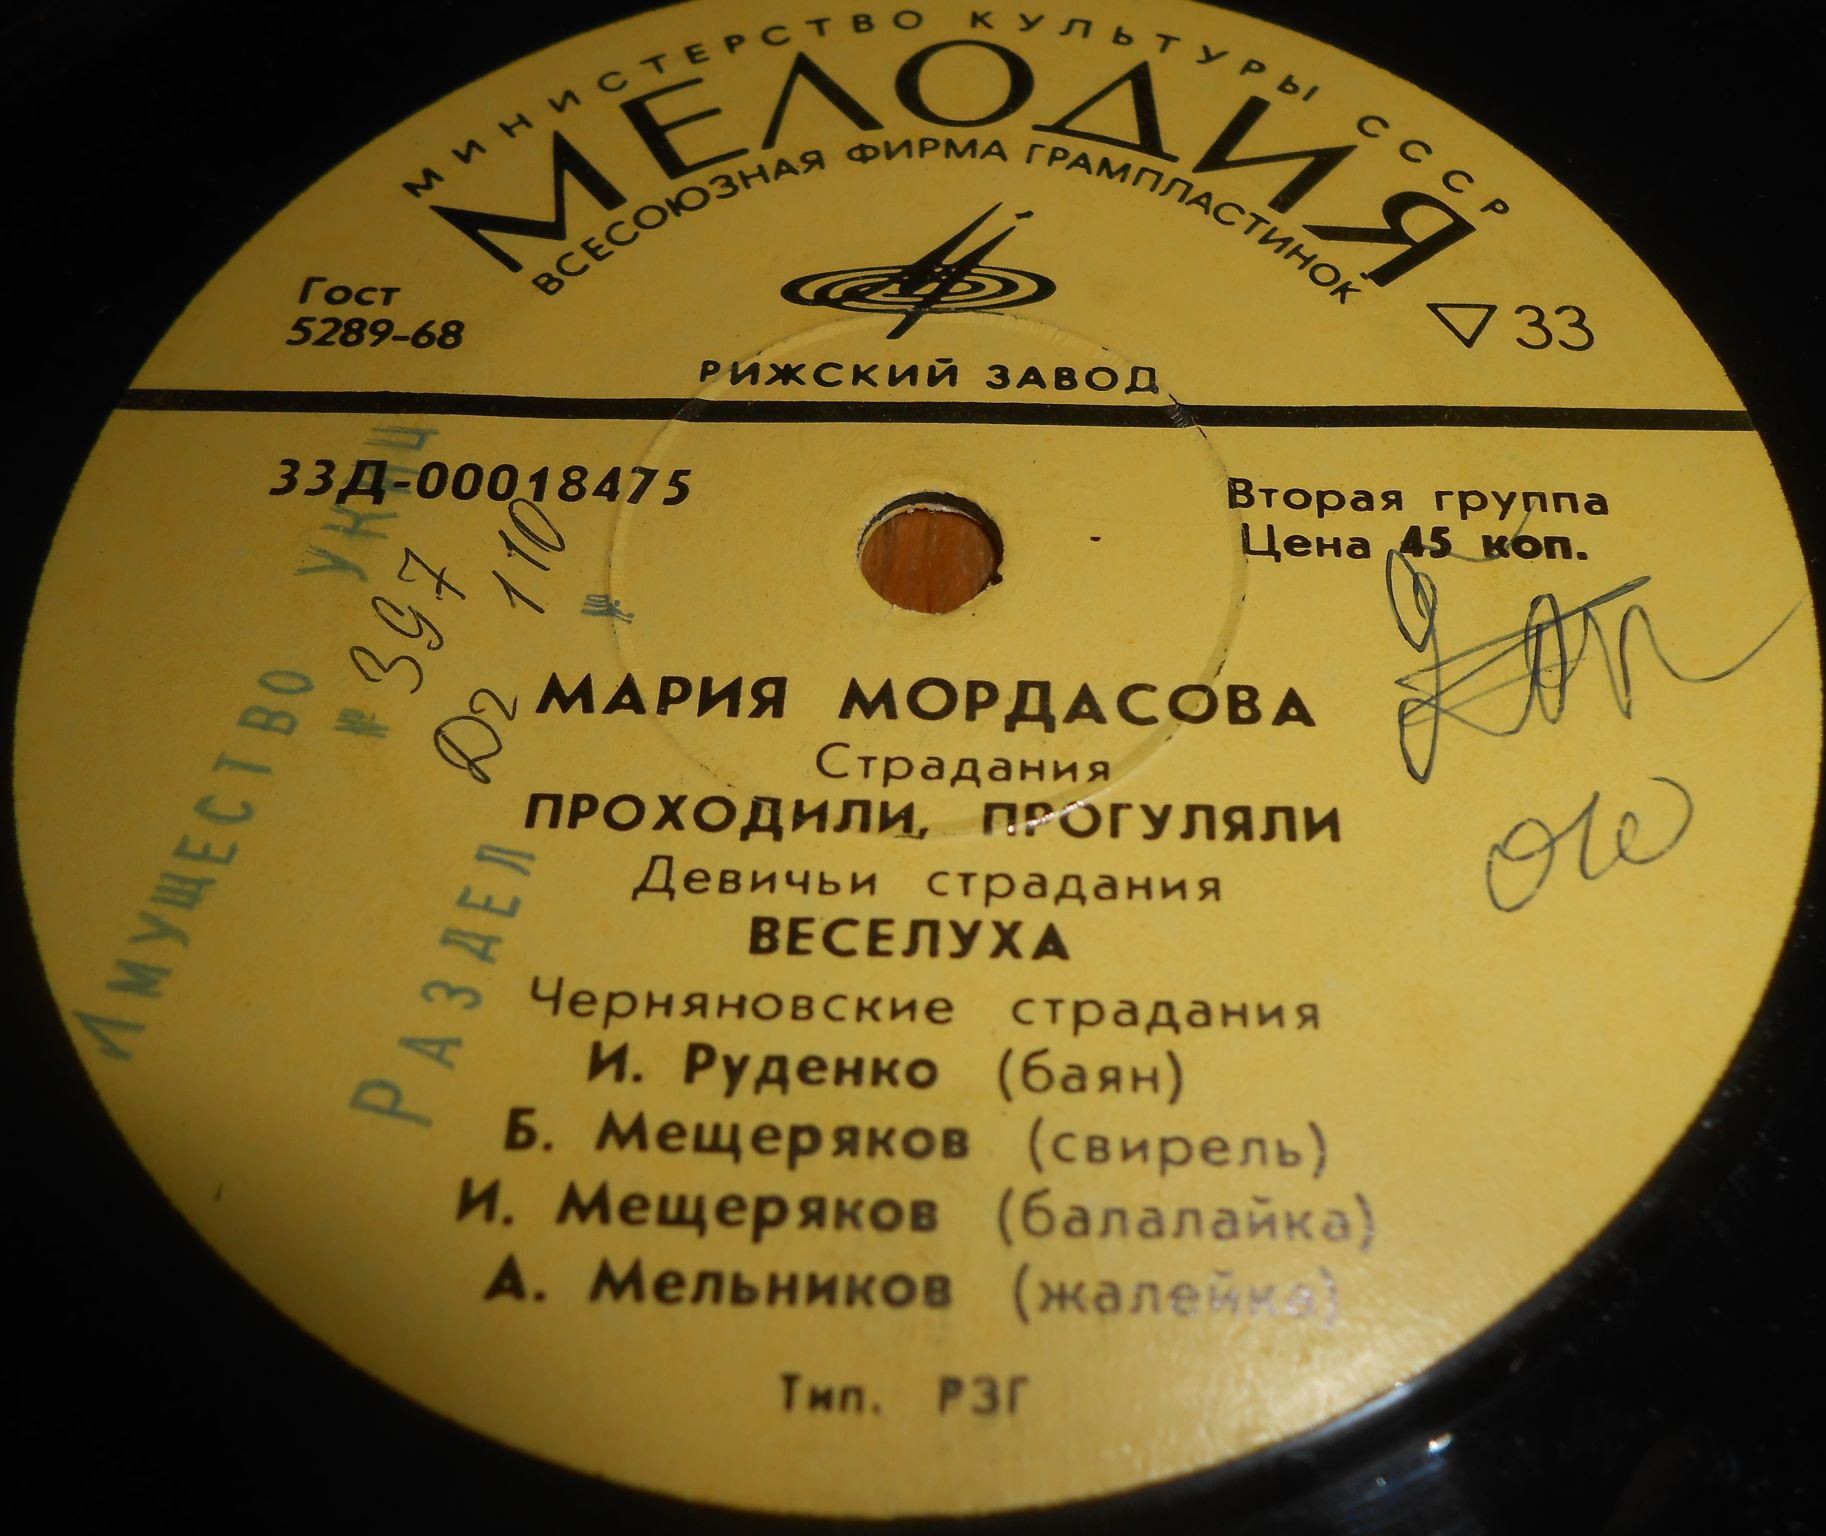 МИНИСТЕРСТВО КУЛЬТУРЫ СССР
МЕЛОДИЯ
ВСЕСОЮЗНАЯ ФИРМА ГРАМПЛАСТИНОК
Гост
5289-68
▽33
РИЖСКИЙ ЗАВОД
33Д-00018475
Вторая группа
Цена 45 коп.
ИМУЩЕСТВО
№ 397
РАЗДЕЛ
Д2 110
№
МАРИЯ МОРДАСОВА
Страдания
ПРОХОДИЛИ, ПРОГУЛЯЛИ
Девичьи страдания
ВЕСЕЛУХА
Черняновские страдания
И. Руденко (баян)
Б. Мещеряков (свирель)
И. Мещеряков (балалайка)
А. Мельников (жалейка)
Тип. РЗГ